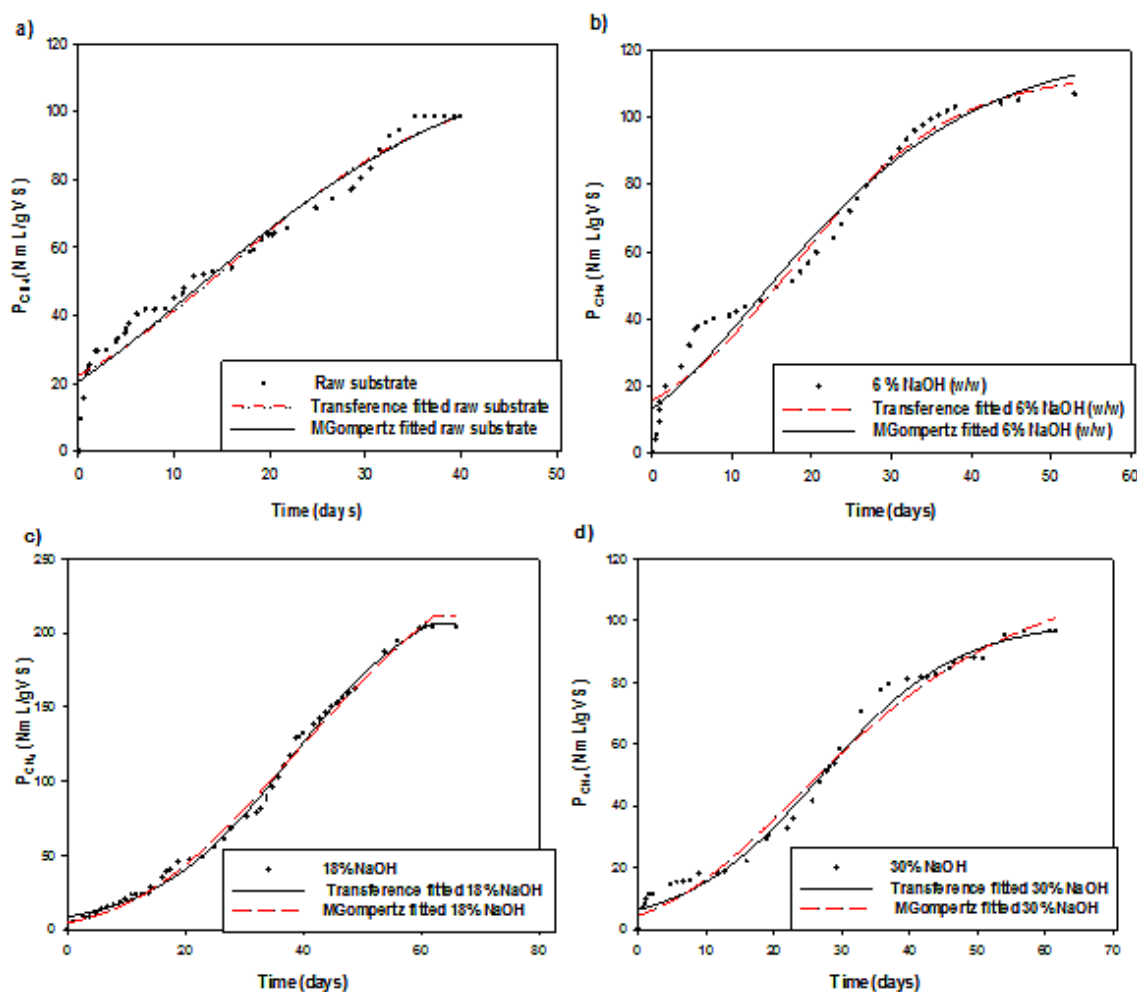 a)
120
100
80
60
40
20
0
P CH4 (Nm L/gVS)
Raw substrate
Transference fitted raw substrate
MGompertz fitted raw substrate
0 10 20 30 40 50
Time (days)
b)
120
100
80
60
40
20
0
P CH4 (Nm L/gVS)
6 % NaOH (w/w)
Transference fitted 6% NaOH (w/w)
MGompertz fitted 6% NaOH (w/w)
0 10 20 30 40 50 60
Time (days)
c)
250
200
150
100
50
0
P CH4 (Nm L/gVS)
18%NaOH
Transference fitted 18%NaOH
MGompertz fitted 18%NaOH
0 20 40 60 80
Time (days)
d)
120
100
80
60
40
20
0
P CH4 (Nm L/gVS)
30%NaOH
Transference fitted 30%NaOH
MGompertz fitted 30%NaOH
0 10 20 30 40 50 60 70
Time (days)